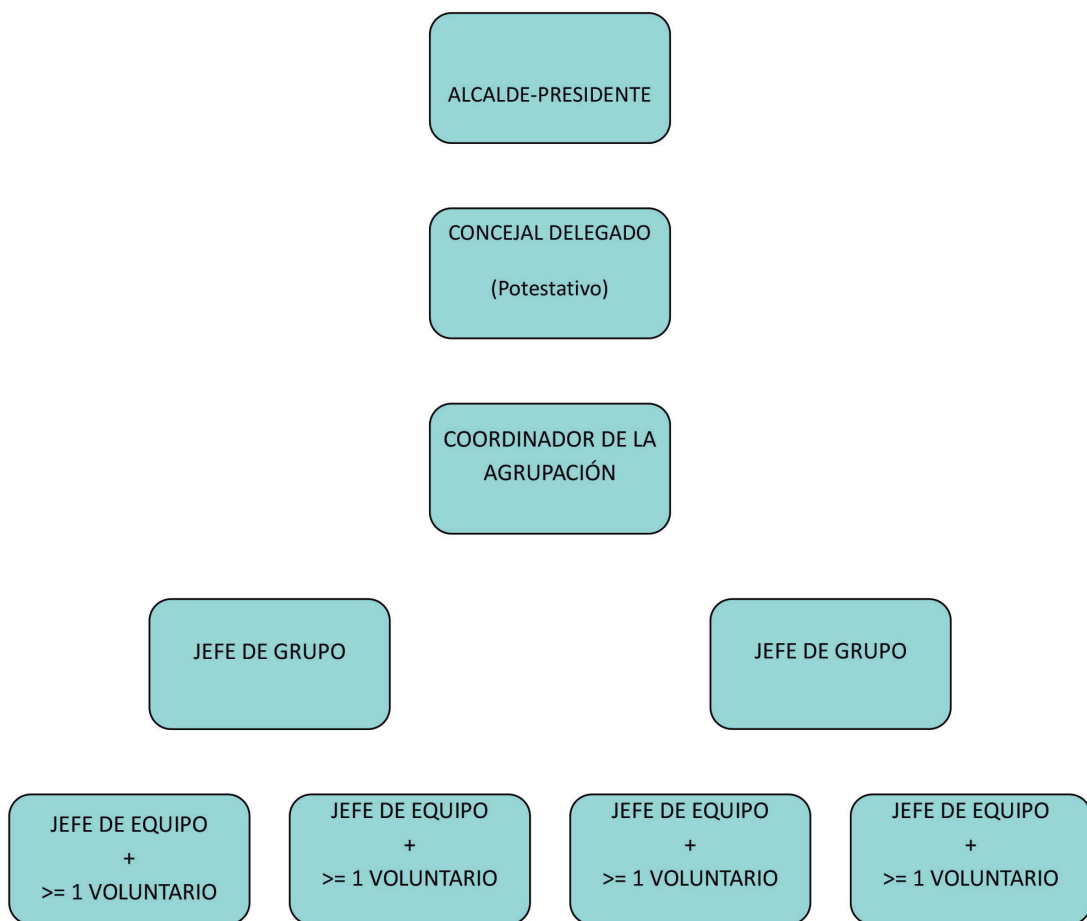 ALCALDE-PRESIDENTE
CONCEJAL DELEGADO
(Potestativo)
COORDINADOR DE LA
AGRUPACIÓN
JEFE DE GRUPO
JEFE DE GRUPO
JEFE DE EQUIPO
+
>= 1 VOLUNTARIO
JEFE DE EQUIPO
+
>= 1 VOLUNTARIO
JEFE DE EQUIPO
+
>= 1 VOLUNTARIO
JEFE DE EQUIPO
+
>= 1 VOLUNTARIO